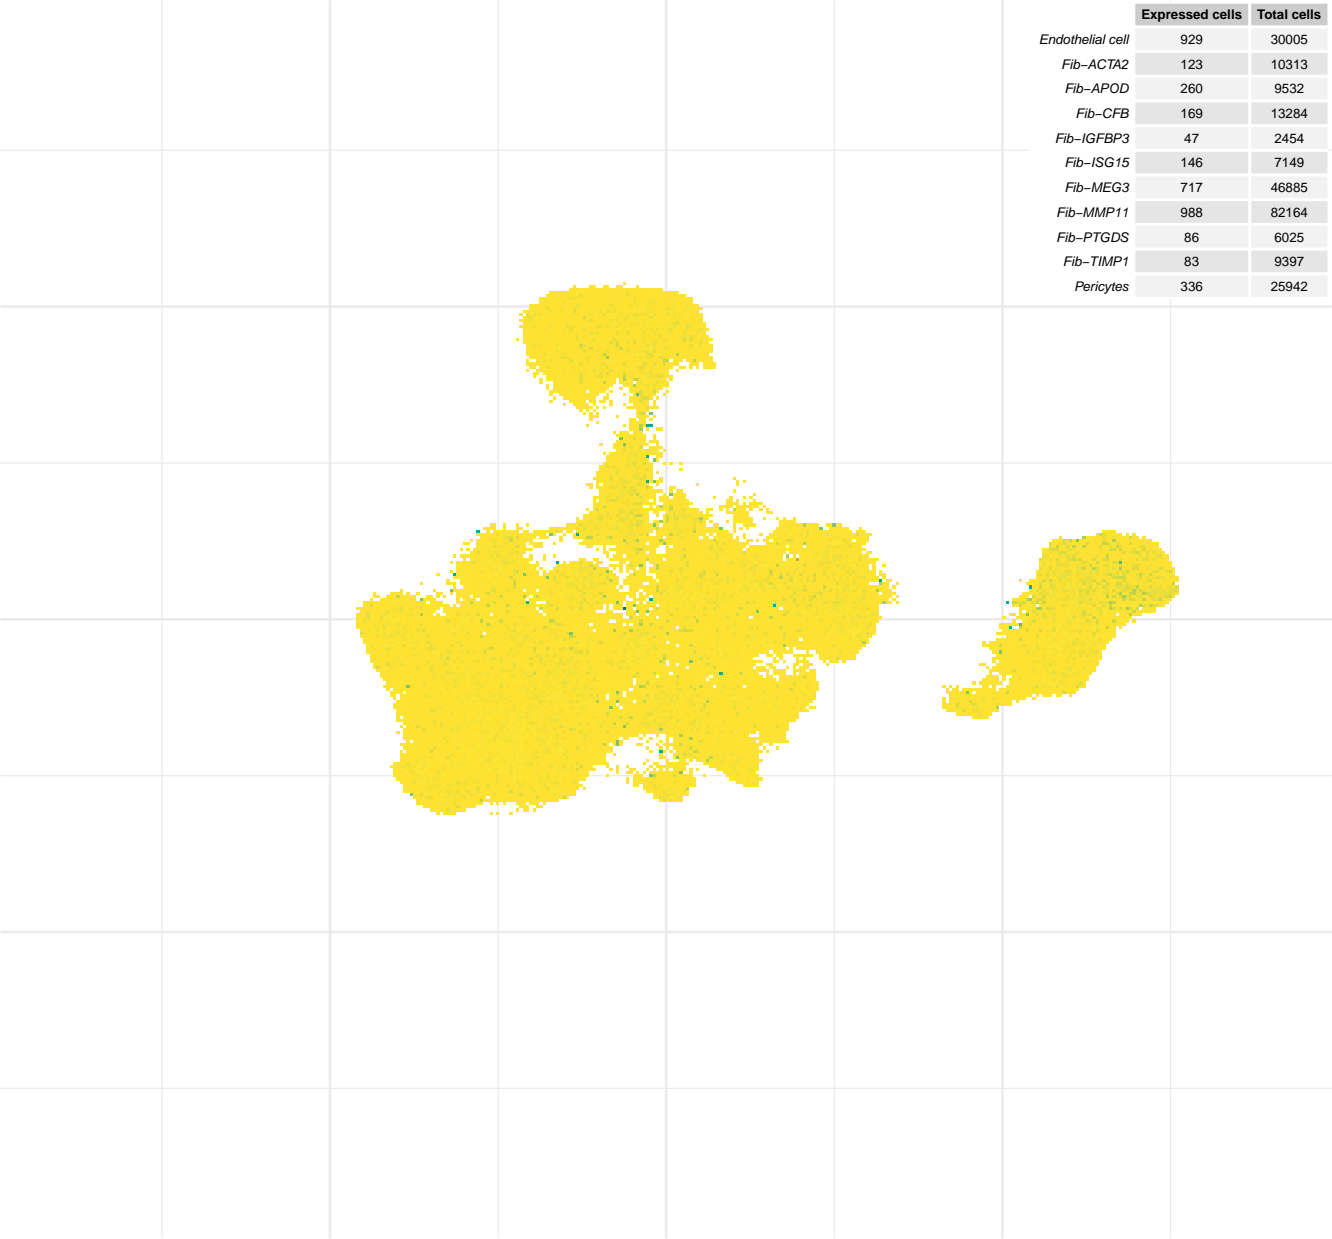 Expressed cells Total cells
Endothelial cell 929 30005
Fib−ACTA2 123 10313
Fib−APOD 260 9532
Fib−CFB 169 13284
Fib−IGFBP3 47 2454
Fib−ISG15 146 7149
Fib−MEG3 717 46885
Fib−MMP11 988 82164
Fib−PTGDS 86 6025
Fib−TIMP1 83 9397
Pericytes 336 25942